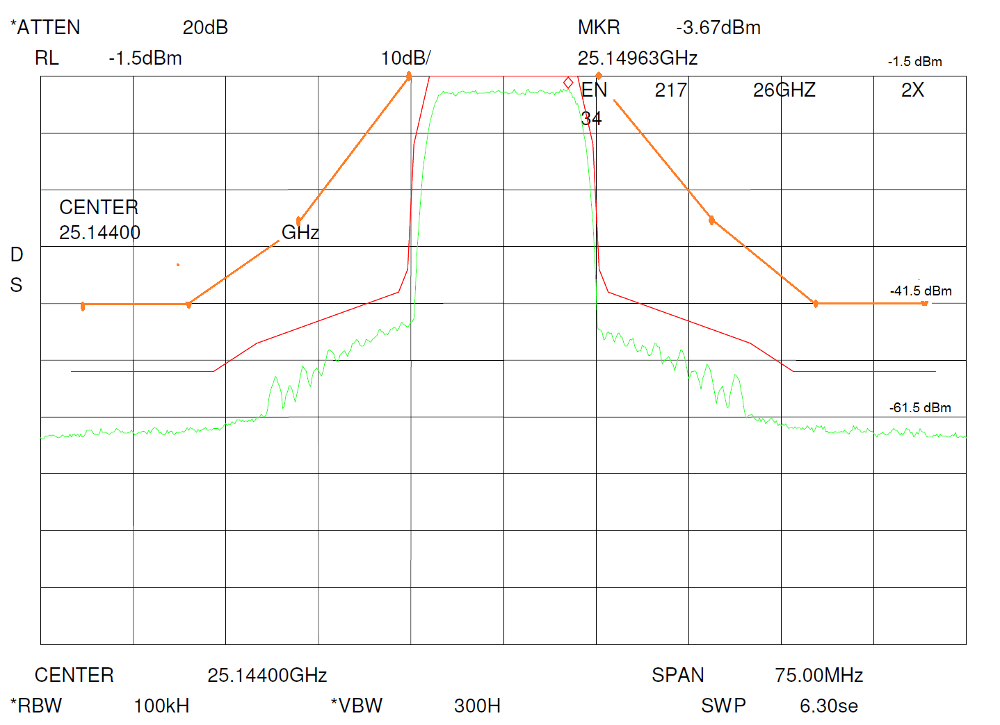 *ATTEN 20dB MKR -3.67dBm
RL -1.5dBm 10dB/ 25.14963GHz -1.5 dBm
EN 217 26GHZ 2X
34
CENTER
25.14400 GHz
D
S
-41.5 dBm
-61.5 dBm
CENTER 25.14400GHz SPAN 75.00MHz
*RBW 100kH *VBW 300H SWP 6.30se